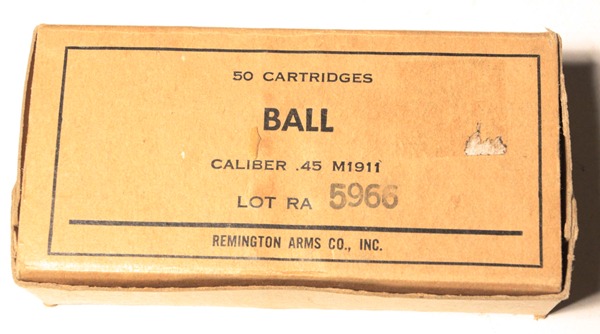 50 CARTRIDGES
BALL
CALIBER .45 M1911
LOT RA 5966
REMINGTON ARMS CO., INC.